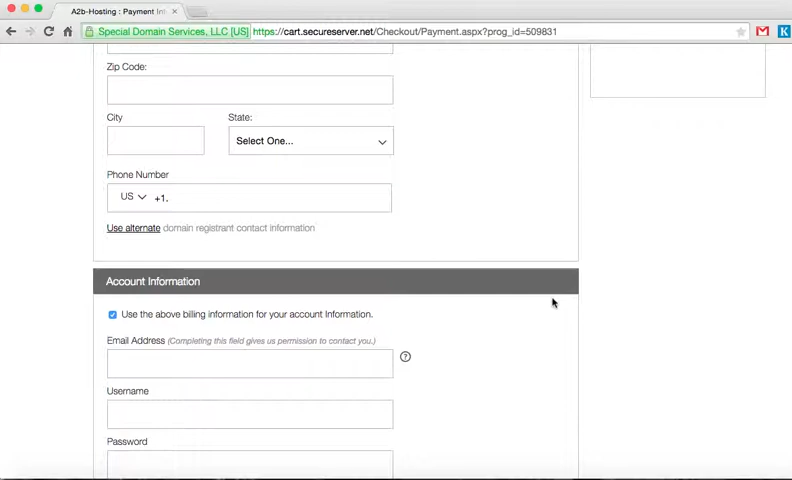 A2b-Hosting : Payment In
Special Domain Services, LLC [US] https://cart.secureserver.net/Checkout/Payment.aspx?prog_id=509831
Zip Code:
City State:
Select One...
Phone Number
US +1.
Use alternate domain registrant contact information
Account Information
Use the above billing information for your account Information.
Email Address (Completing this field gives us permission to contact you.)
?
Username
Password